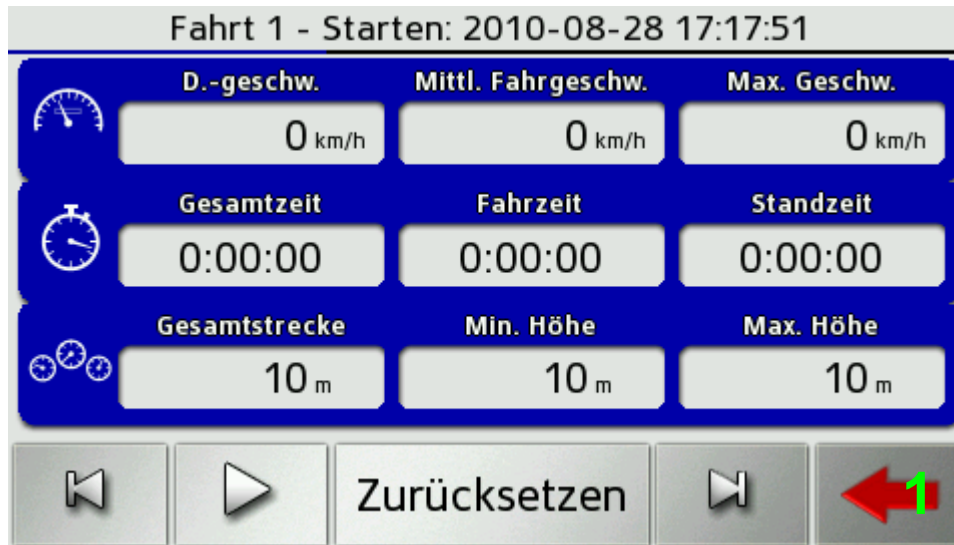 Fahrt 1 - Starten: 2010-08-28 17:17:51
D.-geschw. Mittl. Fahrgeschw. Max. Geschw.
0 km/h 0 km/h 0 km/h
Gesamtzeit Fahrzeit Standzeit
0:00:00 0:00:00 0:00:00
Gesamtstrecke Min. Höhe Max. Höhe
10 m 10 m 10 m
Zurücksetzen 1